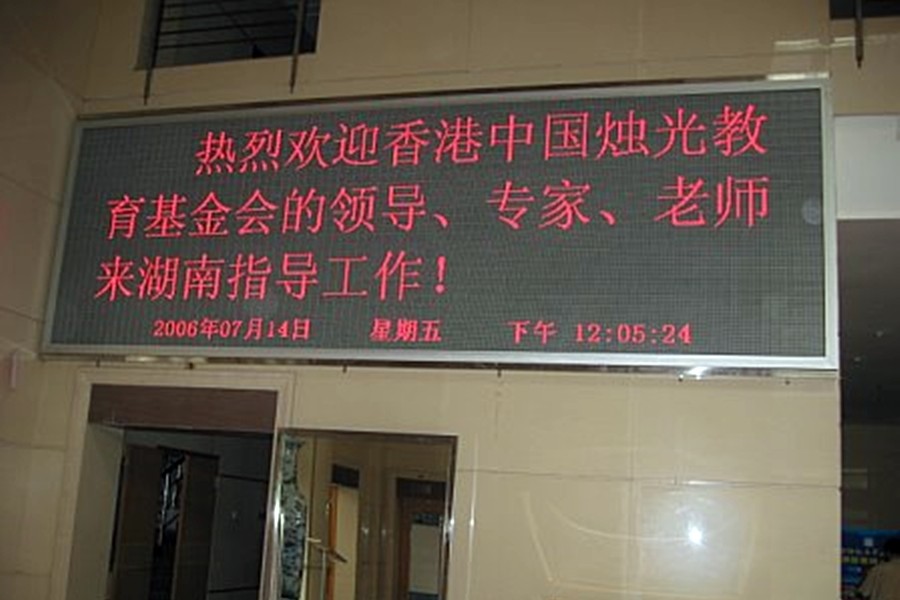 热烈欢迎香港中国烛光教
育基金会的领导、专家、老师
来湖南指导工作！
2006年07月14日 星期五 下午 12:05:24